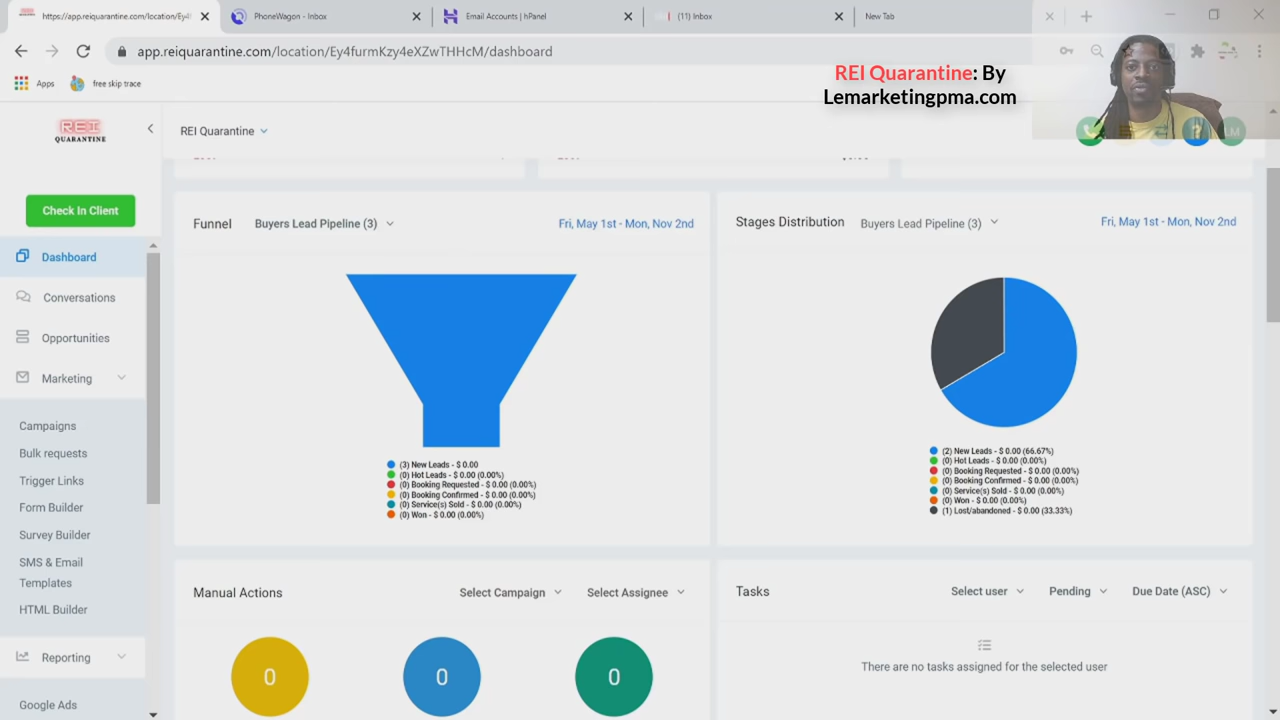 https://app.reiquarantine.com/location/Ey4
PhoneWagon - Inbox
Email Accounts | hPanel
(11) Inbox
New Tab
app.reiquarantine.com/location/Ey4furmKzy4eXZwTHHcM/dashboard
Apps
free skip trace
REI Quarantine: By
Lemarketingpma.com
REI
QUARANTINE
REI Quarantine
LM
Check In Client
Dashboard
Conversations
Opportunities
Marketing
Campaigns
Bulk requests
Trigger Links
Form Builder
Survey Builder
SMS & Email
Templates
HTML Builder
Reporting
Google Ads
Funnel
Buyers Lead Pipeline (3)
Fri, May 1st - Mon, Nov 2nd
(3) New Leads - $ 0.00
(0) Hot Leads - $ 0.00 (0.00%)
(0) Booking Requested - $ 0.00 (0.00%)
(0) Booking Confirmed - $ 0.00 (0.00%)
(0) Service(s) Sold - $ 0.00 (0.00%)
(0) Won - $ 0.00 (0.00%)
Stages Distribution
Buyers Lead Pipeline (3)
Fri, May 1st - Mon, Nov 2nd
(2) New Leads - $ 0.00 (66.67%)
(0) Hot Leads - $ 0.00 (0.00%)
(0) Booking Requested - $ 0.00 (0.00%)
(0) Booking Confirmed - $ 0.00 (0.00%)
(0) Service(s) Sold - $ 0.00 (0.00%)
(0) Won - $ 0.00 (0.00%)
(1) Lost/abandoned - $ 0.00 (33.33%)
Manual Actions
Select Campaign
Select Assignee
0
0
0
Tasks
Select user
Pending
Due Date (ASC)
There are no tasks assigned for the selected user